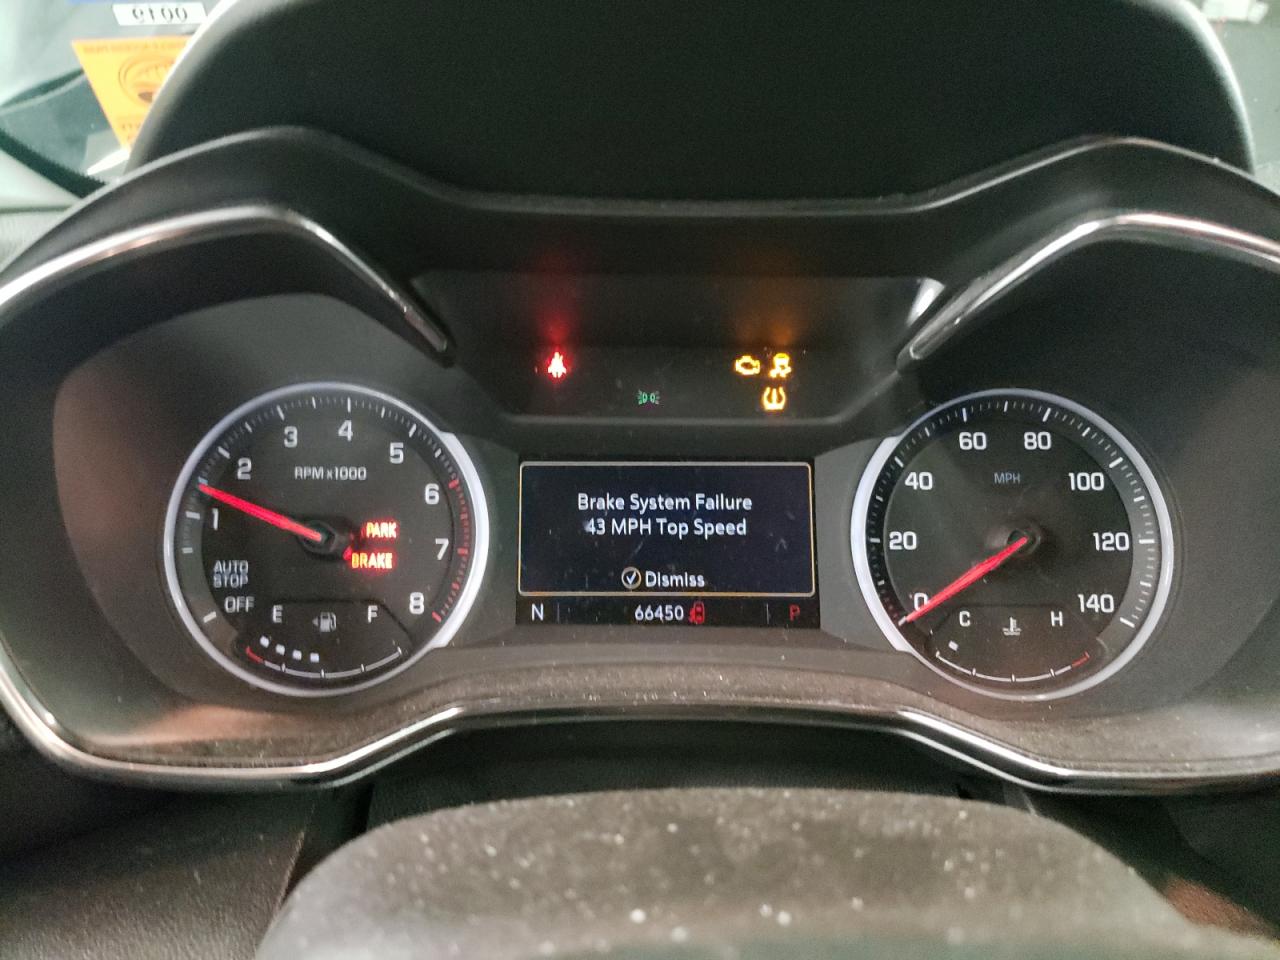 0019
3
4
2
5
RPM x1000
6
1
PARK
7
BRAKE
AUTO
STOP
OFF
E
F
8
Brake System Failure
43 MPH Top Speed
Dismiss
N
66450
P
60
80
40
MPH
100
20
120
0
C
H
140